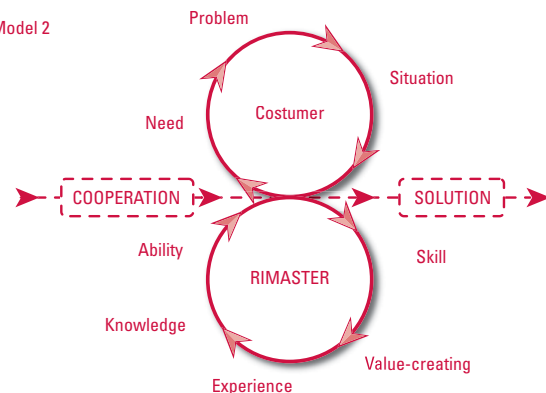 Model 2
Problem
Situation
Costumer
Need
COOPERATION
SOLUTION
Ability
Skill
RIMASTER
Knowledge
Value-creating
Experience